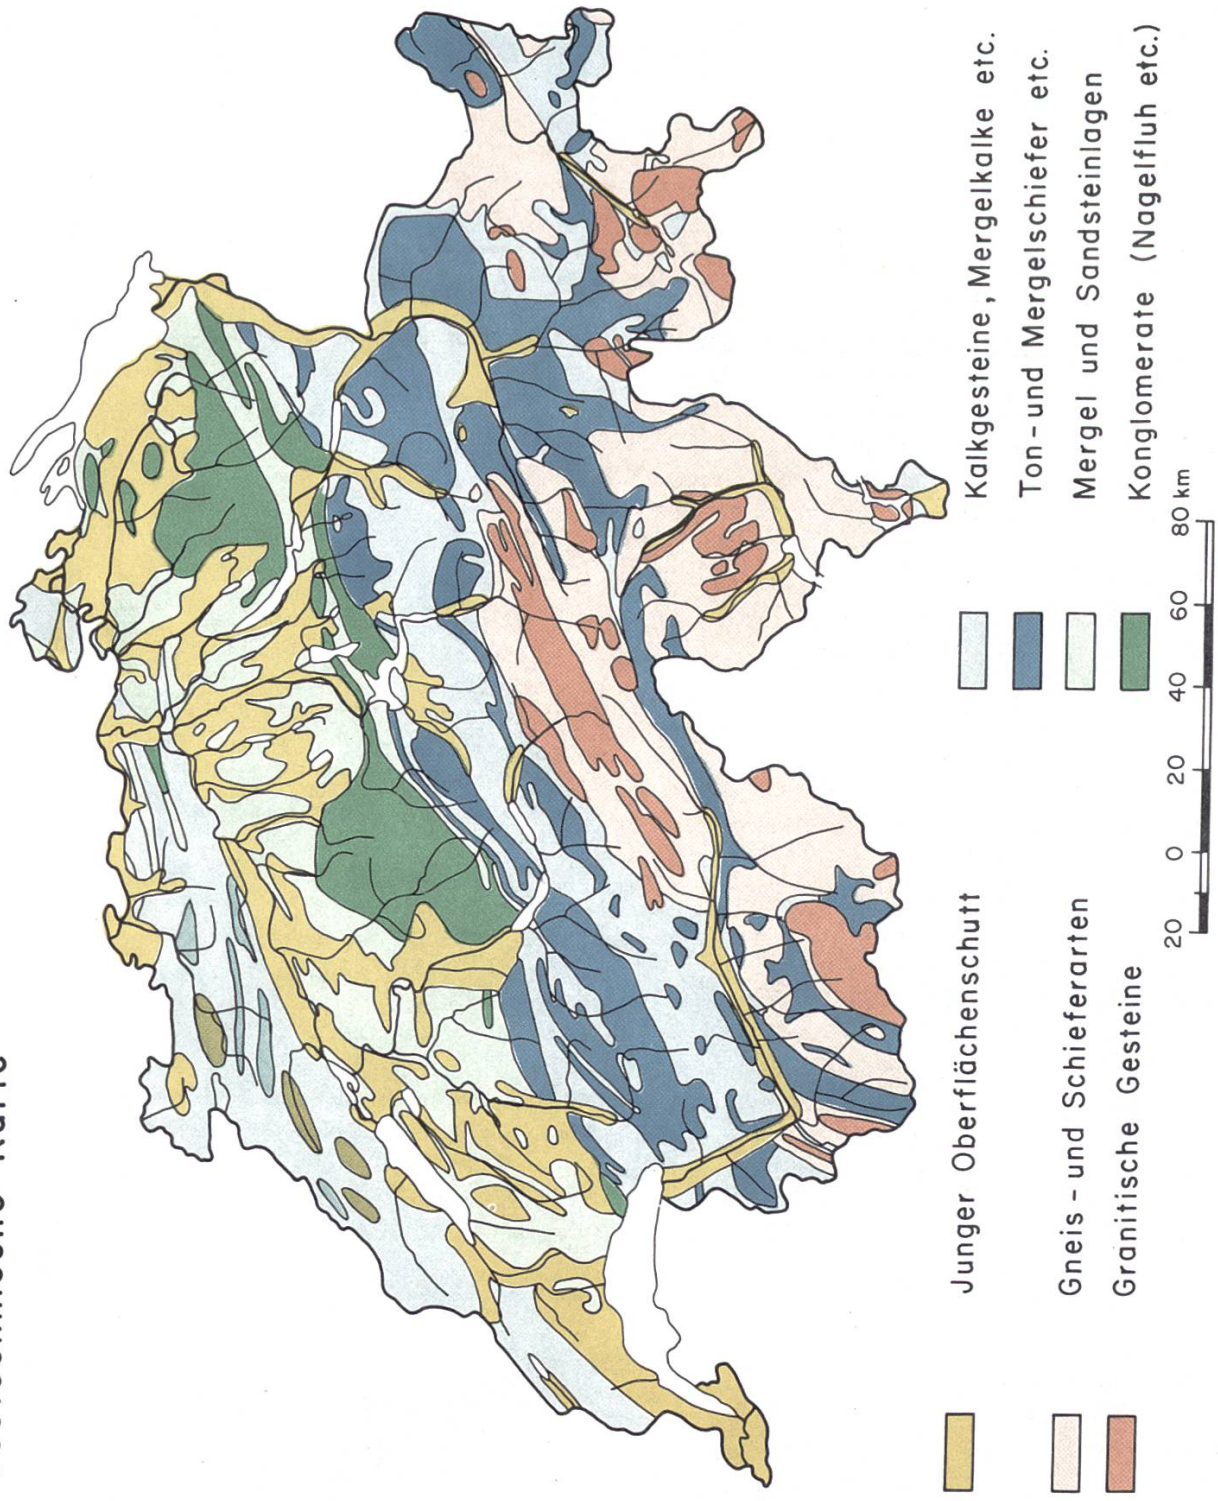 Junger Oberflächenschutt
Gneis- und Schieferarten
Granitische Gesteine
Kalkgesteine, Mergelkalke etc.
Ton- und Mergelschiefer etc.
Mergel und Sandsteinlagen
Konglomerate (Nagelfluh etc.)
20 0 20 40 60 80 km